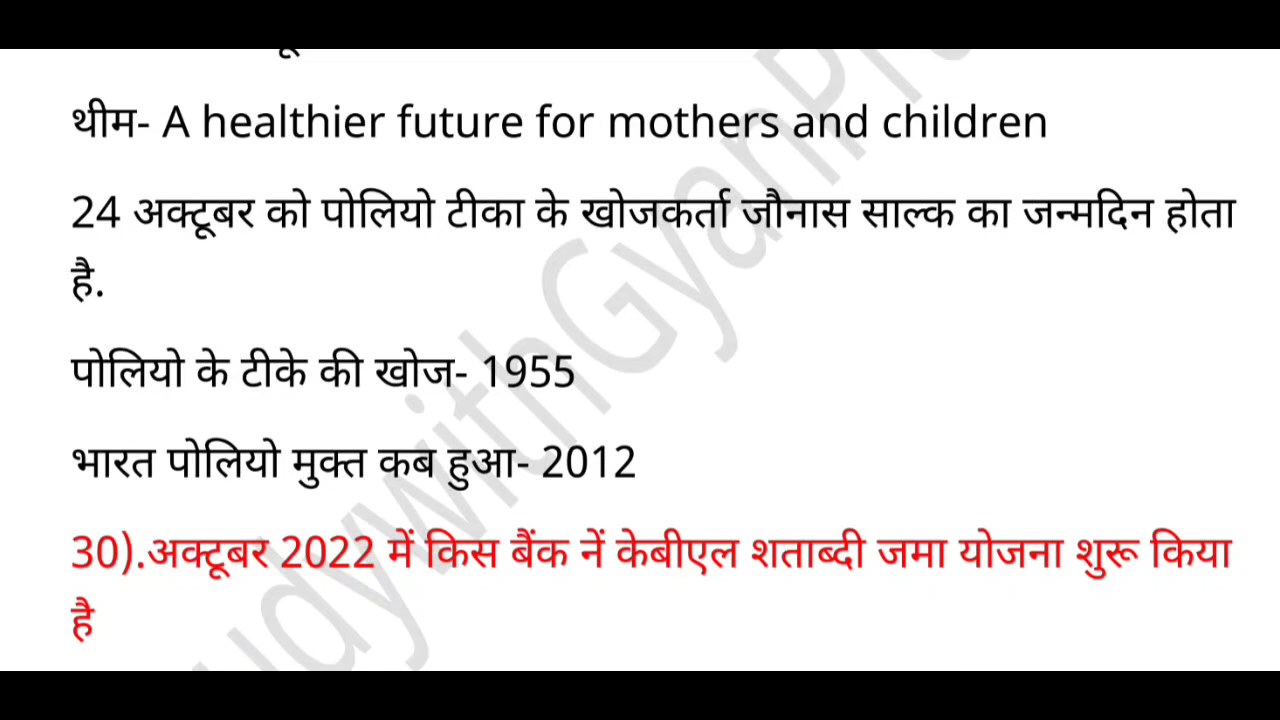 थीम- A healthier future for mothers and children
24 अक्टूबर को पोलियो टीका के खोजकर्ता जौनास साल्क का जन्मदिन होता
है.
पोलियो के टीके की खोज- 1955
भारत पोलियो मुक्त कब हुआ- 2012
30).अक्टूबर 2022 में किस बैंक नें केबीएल शताब्दी जमा योजना शुरू किया
है